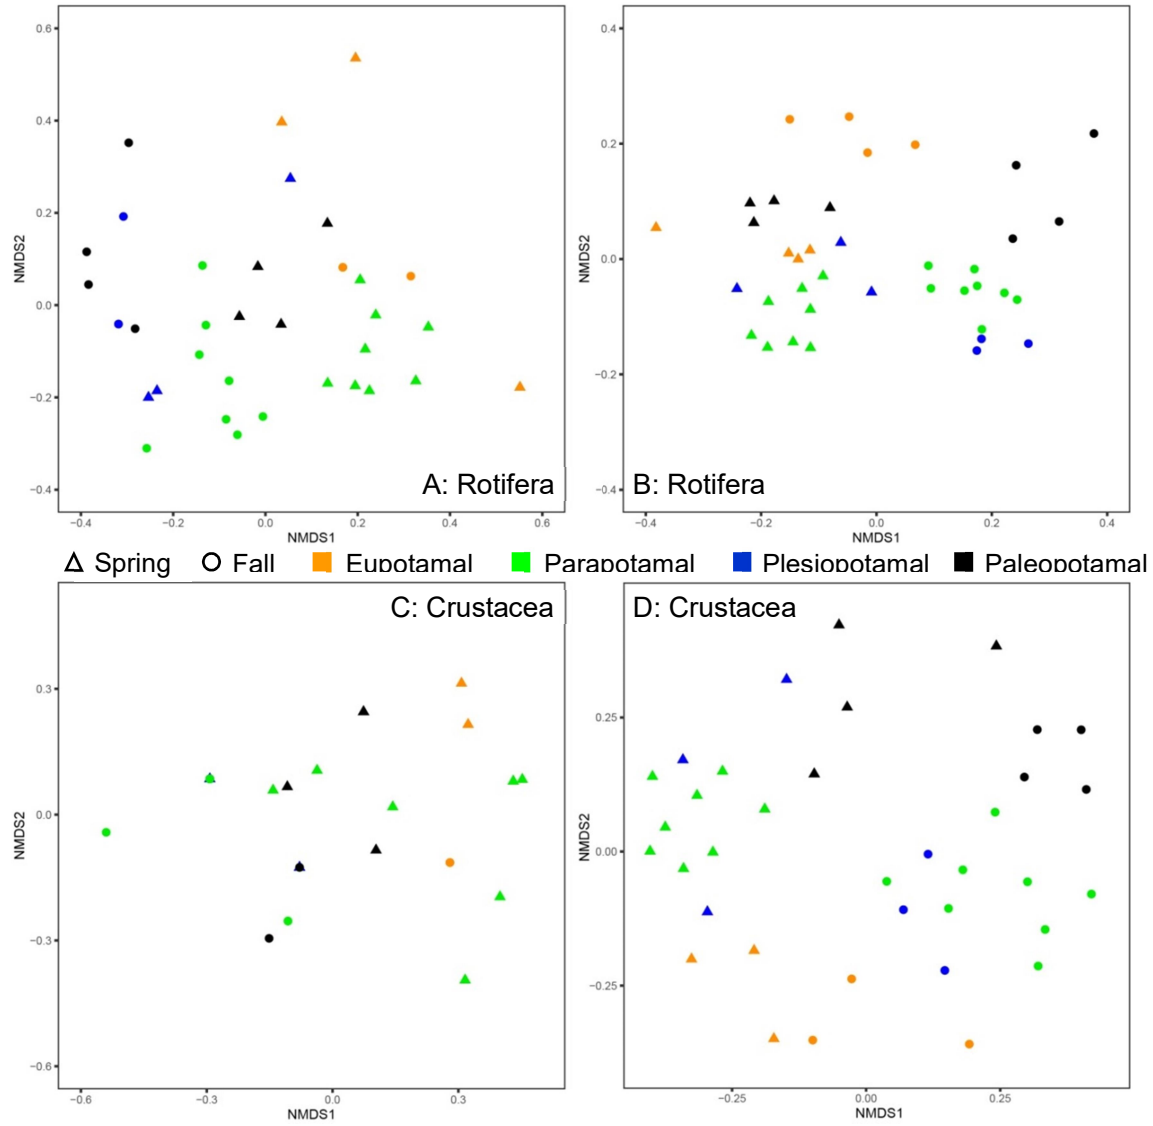 0.6
0.4
0.2
0.0
−0.2
−0.4
NMDS2
−0.4 −0.2 0.0 0.2 0.4 0.6
NMDS1
A: Rotifera
0.4
0.2
0.0
−0.2
−0.4
NMDS2
−0.4 −0.2 0.0 0.2 0.4
NMDS1
B: Rotifera
Spring Fall Eupotamal Parapotamal Plesiopotamal Paleopotamal
C: Crustacea
0.3
0.0
−0.3
−0.6
NMDS2
−0.6 −0.3 0.0 0.3
NMDS1
D: Crustacea
0.25
0.00
−0.25
NMDS2
−0.25 0.00 0.25
NMDS1